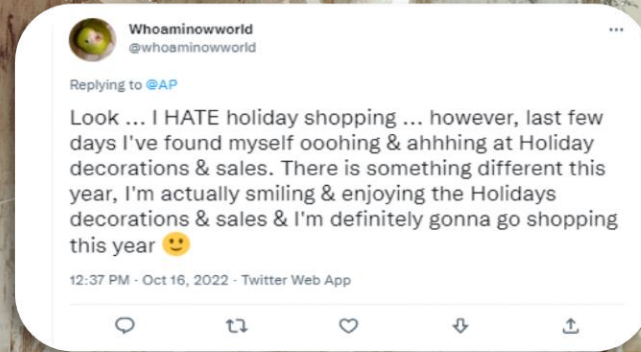 Whoaminowworld
@whoaminowworld
Replying to @AP
Look ... I HATE holiday shopping ... however, last few
days I've found myself ooohing & ahhhing at Holiday
decorations & sales. There is something different this
year, I'm actually smiling & enjoying the Holidays
decorations & sales & I'm definitely gonna go shopping
this year 🙂
12:37 PM · Oct 16, 2022 · Twitter Web App